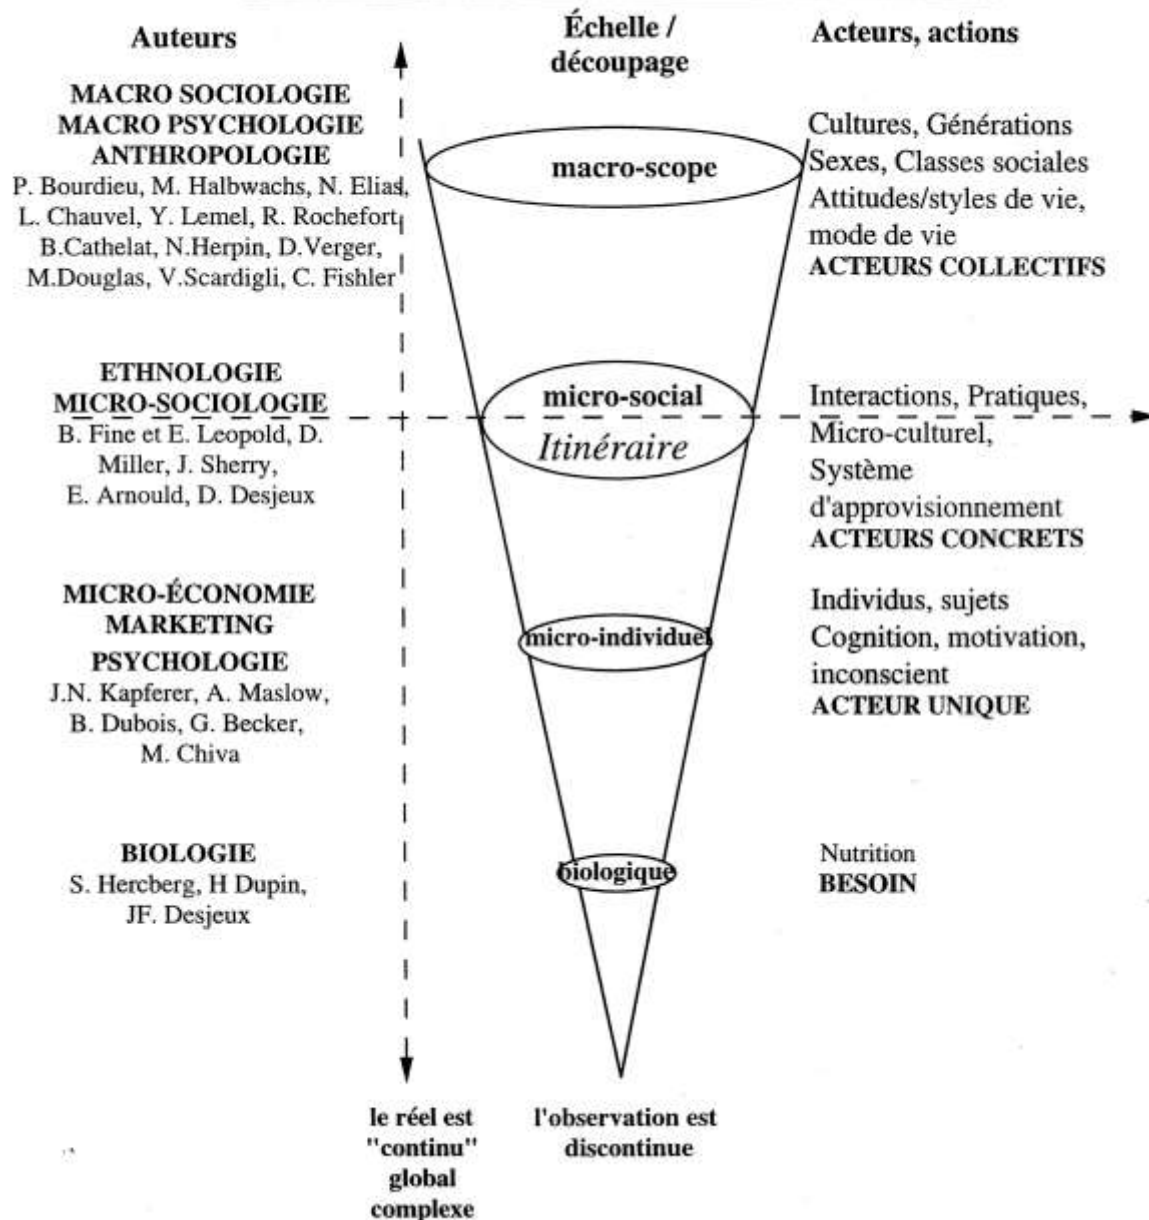 Auteurs
Échelle /
découpage
Acteurs, actions
MACRO SOCIOLOGIE
MACRO PSYCHOLOGIE
ANTHROPOLOGIE
P. Bourdieu, M. Halbwachs, N. Elias,
L. Chauvel, Y. Lemel, R. Rochefort,
B.Cathelat, N.Herpin, D.Verger,
M.Douglas, V.Scardigli, C. Fishler
macro-scope
Cultures, Générations
Sexes, Classes sociales
Attitudes/styles de vie,
mode de vie
ACTEURS COLLECTIFS
ETHNOLOGIE
MICRO-SOCIOLOGIE
B. Fine et E. Leopold, D.
Miller, J. Sherry,
E. Arnould, D. Desjeux
micro-social
Itinéraire
Interactions, Pratiques,
Micro-culturel,
Système
d'approvisionnement
ACTEURS CONCRETS
MICRO-ÉCONOMIE
MARKETING
PSYCHOLOGIE
J.N. Kapferer, A. Maslow,
B. Dubois, G. Becker,
M. Chiva
micro-individuel
Individus, sujets
Cognition, motivation,
inconscient
ACTEUR UNIQUE
BIOLOGIE
S. Hercberg, H Dupin,
JF. Desjeux
biologique
Nutrition
BESOIN
le réel est
"continu"
global
complexe
l'observation est
discontinue